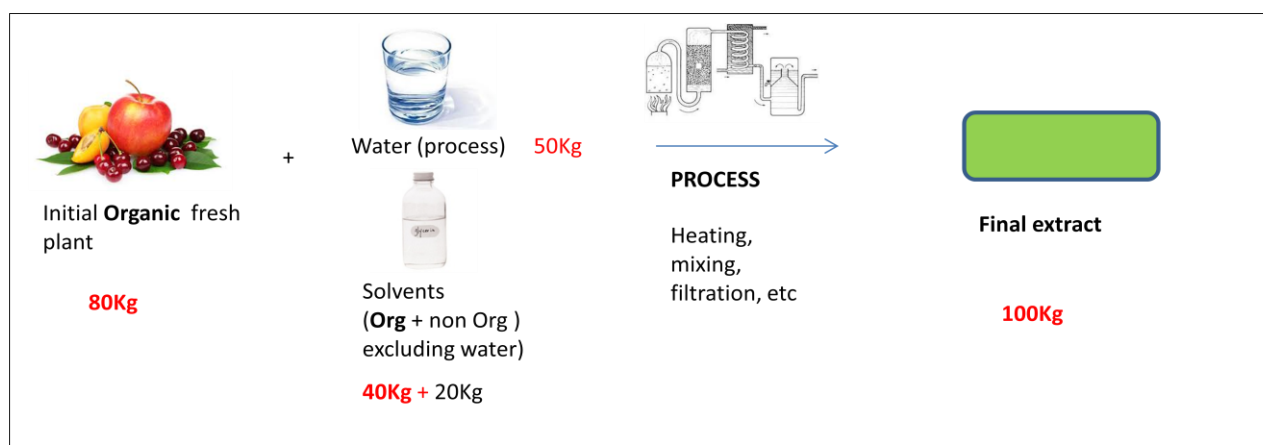 Initial Organic fresh
plant
80Kg
+
Water (process) 50Kg
Solvents
(Org + non Org )
excluding water)
40Kg + 20Kg
PROCESS
Heating,
mixing,
filtration, etc
Final extract
100Kg